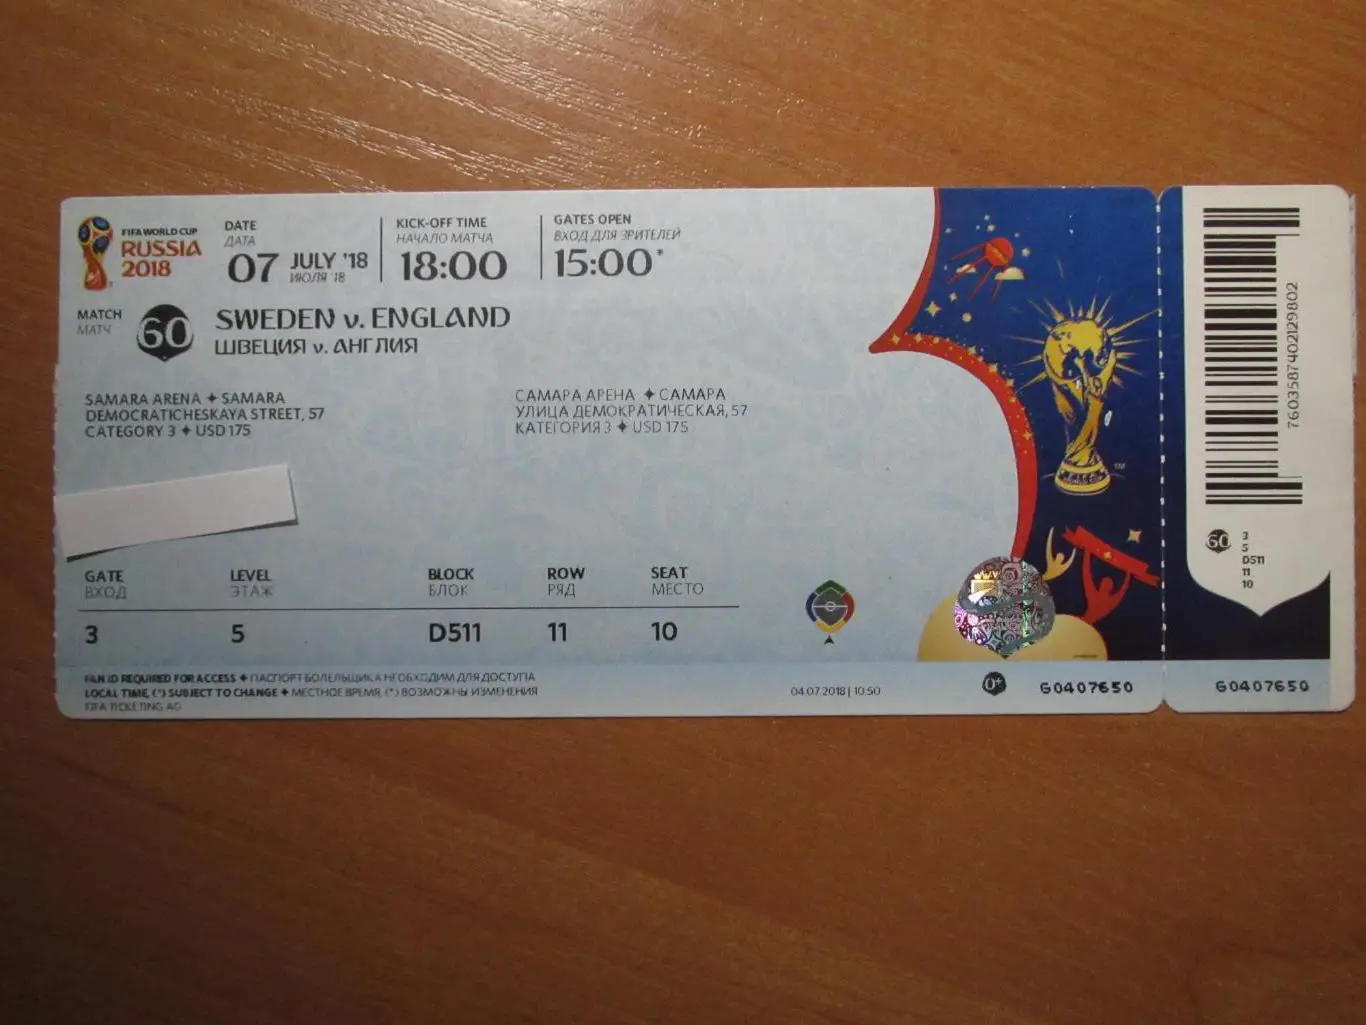 FIFA WORLD CUP
RUSSIA
2018
DATE
ДАТА
07 JULY '18
ИЮЛЯ '18
KICK-OFF TIME
НАЧАЛО МАТЧА
18:00
GATES OPEN
ВХОД ДЛЯ ЗРИТЕЛЕЙ
15:00*
MATCH
МАТЧ
60
SWEDEN v. ENGLAND
ШВЕЦИЯ v. АНГЛИЯ
SAMARA ARENA ✦ SAMARA
DEMOCRATICHESKAYA STREET, 57
CATEGORY 3 ✦ USD 175
САМАРА АРЕНА ✦ САМАРА
УЛИЦА ДЕМОКРАТИЧЕСКАЯ, 57
КАТЕГОРИЯ 3 ✦ USD 175
GATE
ВХОД
3
LEVEL
ЭТАЖ
5
BLOCK
БЛОК
D511
ROW
РЯД
11
SEAT
МЕСТО
10
FAN ID REQUIRED FOR ACCESS ✦ ПАСПОРТ БОЛЕЛЬЩИКА НЕОБХОДИМ ДЛЯ ДОСТУПА
LOCAL TIME, (*) SUBJECT TO CHANGE ✦ МЕСТНОЕ ВРЕМЯ, (*) ВОЗМОЖНЫ ИЗМЕНЕНИЯ
FIFA TICKETING AG
04.07.2018 | 10:50
0+
G0407650
TM
7603587402129802
60
3
5
D511
11
10
G0407650